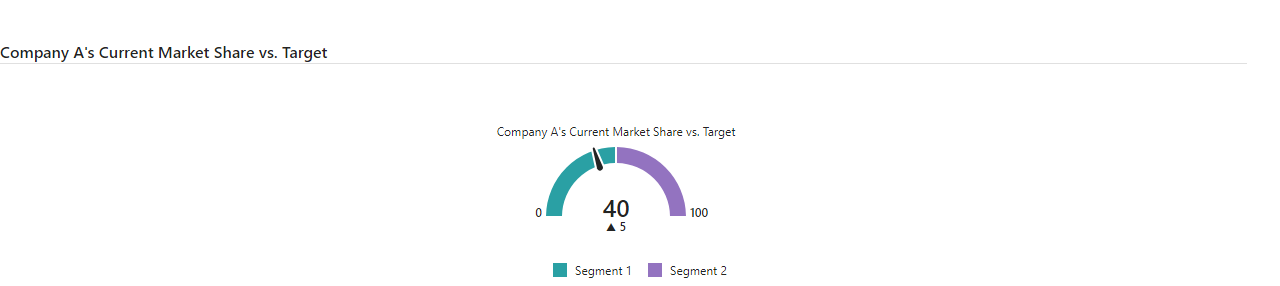 Company A's Current Market Share vs. Target
Company A's Current Market Share vs. Target
0 40 100
▲ 5
Segment 1 Segment 2